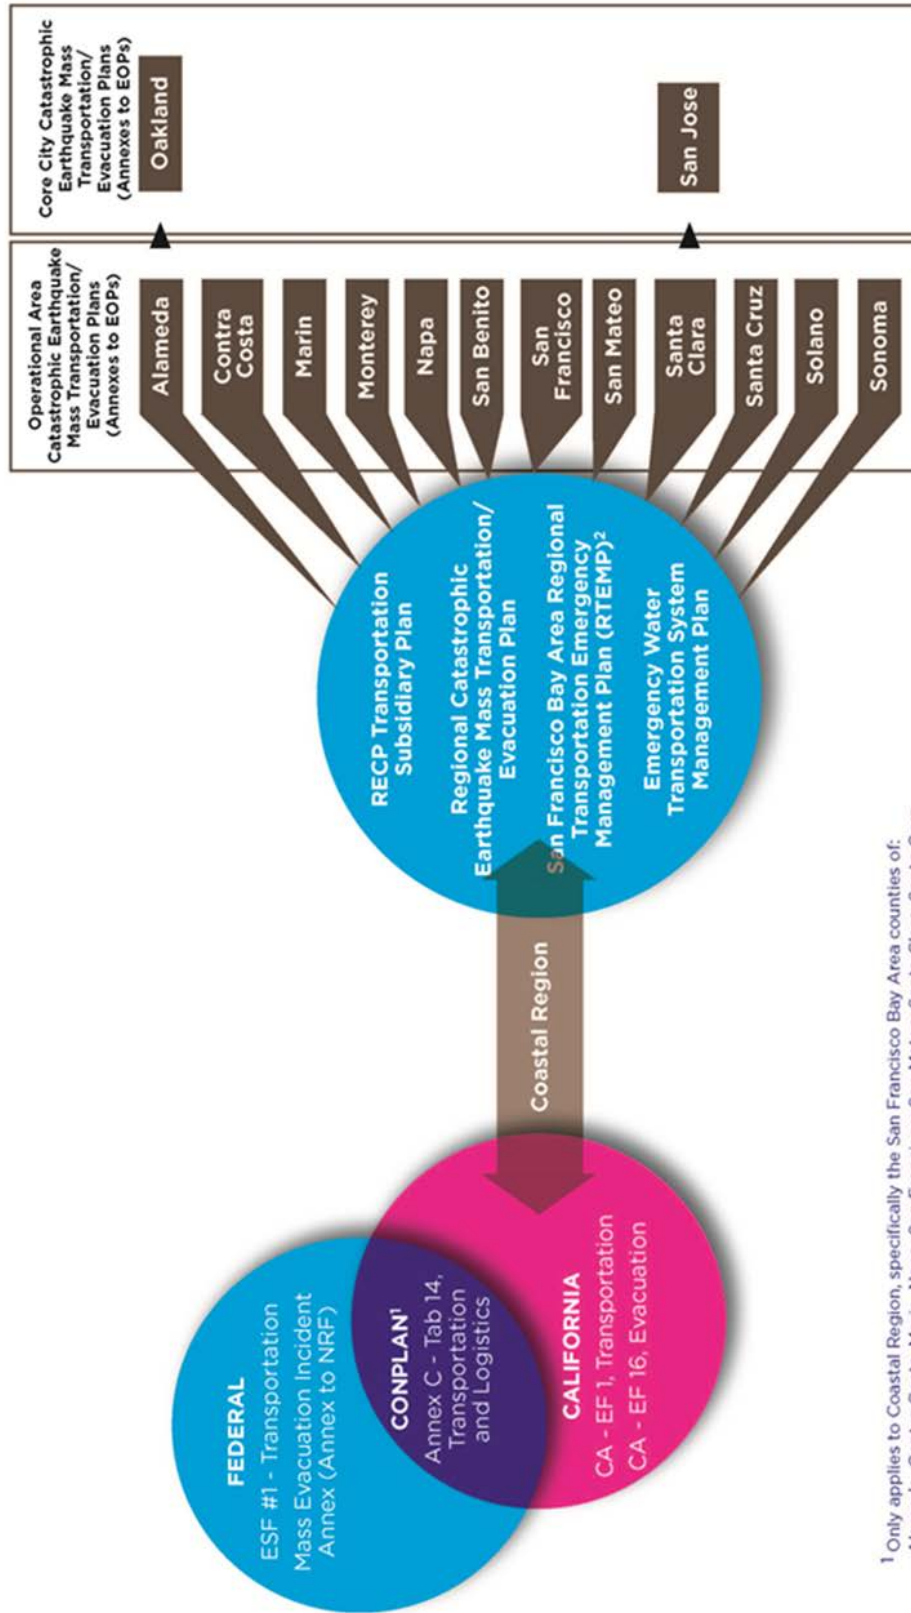 FEDERAL
ESF #1 - Transportation
Mass Evacuation Incident
Annex (Annex to NRF)
CONPLAN¹
Annex C - Tab 14,
Transportation
and Logistics
CALIFORNIA
CA - EF 1, Transportation
CA - EF 16, Evacuation
Coastal Region
RECP Transportation
Subsidiary Plan
Regional Catastrophic
Earthquake Mass Transportation/
Evacuation Plan
San Francisco Bay Area Regional
Transportation Emergency
Management Plan (RTEMP)²
Emergency Water
Transportation System
Management Plan
Operational Area
Catastrophic Earthquake
Mass Transportation/
Evacuation Plans
(Annexes to EOPs)
Alameda
Contra
Costa
Marin
Monterey
Napa
San Benito
San
Francisco
San Mateo
Santa
Clara
Santa Cruz
Solano
Sonoma
Core City Catastrophic
Earthquake Mass
Transportation/
Evacuation Plans
(Annexes to EOPs)
Oakland
San Jose
¹ Only applies to Coastal Region, specifically the San Francisco Bay Area counties of: